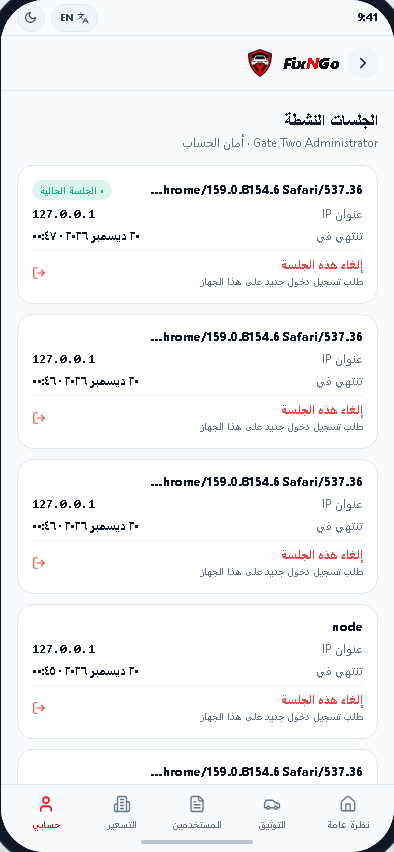 9:41
EN
FixNGo
الجلسات النشطة
Gate Two Administrator · أمان الحساب
...hrome/159.0.8154.6 Safari/537.36
• الجلسة الحالية
عنوان IP
127.0.0.1
تنتهي في
٢٠ ديسمبر ٢٠٢٦ ٠٠:٤٧
إلغاء هذه الجلسة
طلب تسجيل دخول جديد على هذا الجهاز
...hrome/159.0.8154.6 Safari/537.36
عنوان IP
127.0.0.1
تنتهي في
٢٠ ديسمبر ٢٠٢٦ ٠٠:٤٦
إلغاء هذه الجلسة
طلب تسجيل دخول جديد على هذا الجهاز
...hrome/159.0.8154.6 Safari/537.36
عنوان IP
127.0.0.1
تنتهي في
٢٠ ديسمبر ٢٠٢٦ ٠٠:٤٦
إلغاء هذه الجلسة
طلب تسجيل دخول جديد على هذا الجهاز
node
عنوان IP
127.0.0.1
تنتهي في
٢٠ ديسمبر ٢٠٢٦ ٠٠:٤٥
إلغاء هذه الجلسة
طلب تسجيل دخول جديد على هذا الجهاز
...hrome/159.0.8154.6 Safari/537.36
نظرة عامة
التوثيق
المستخدمين
التسعير
حسابي